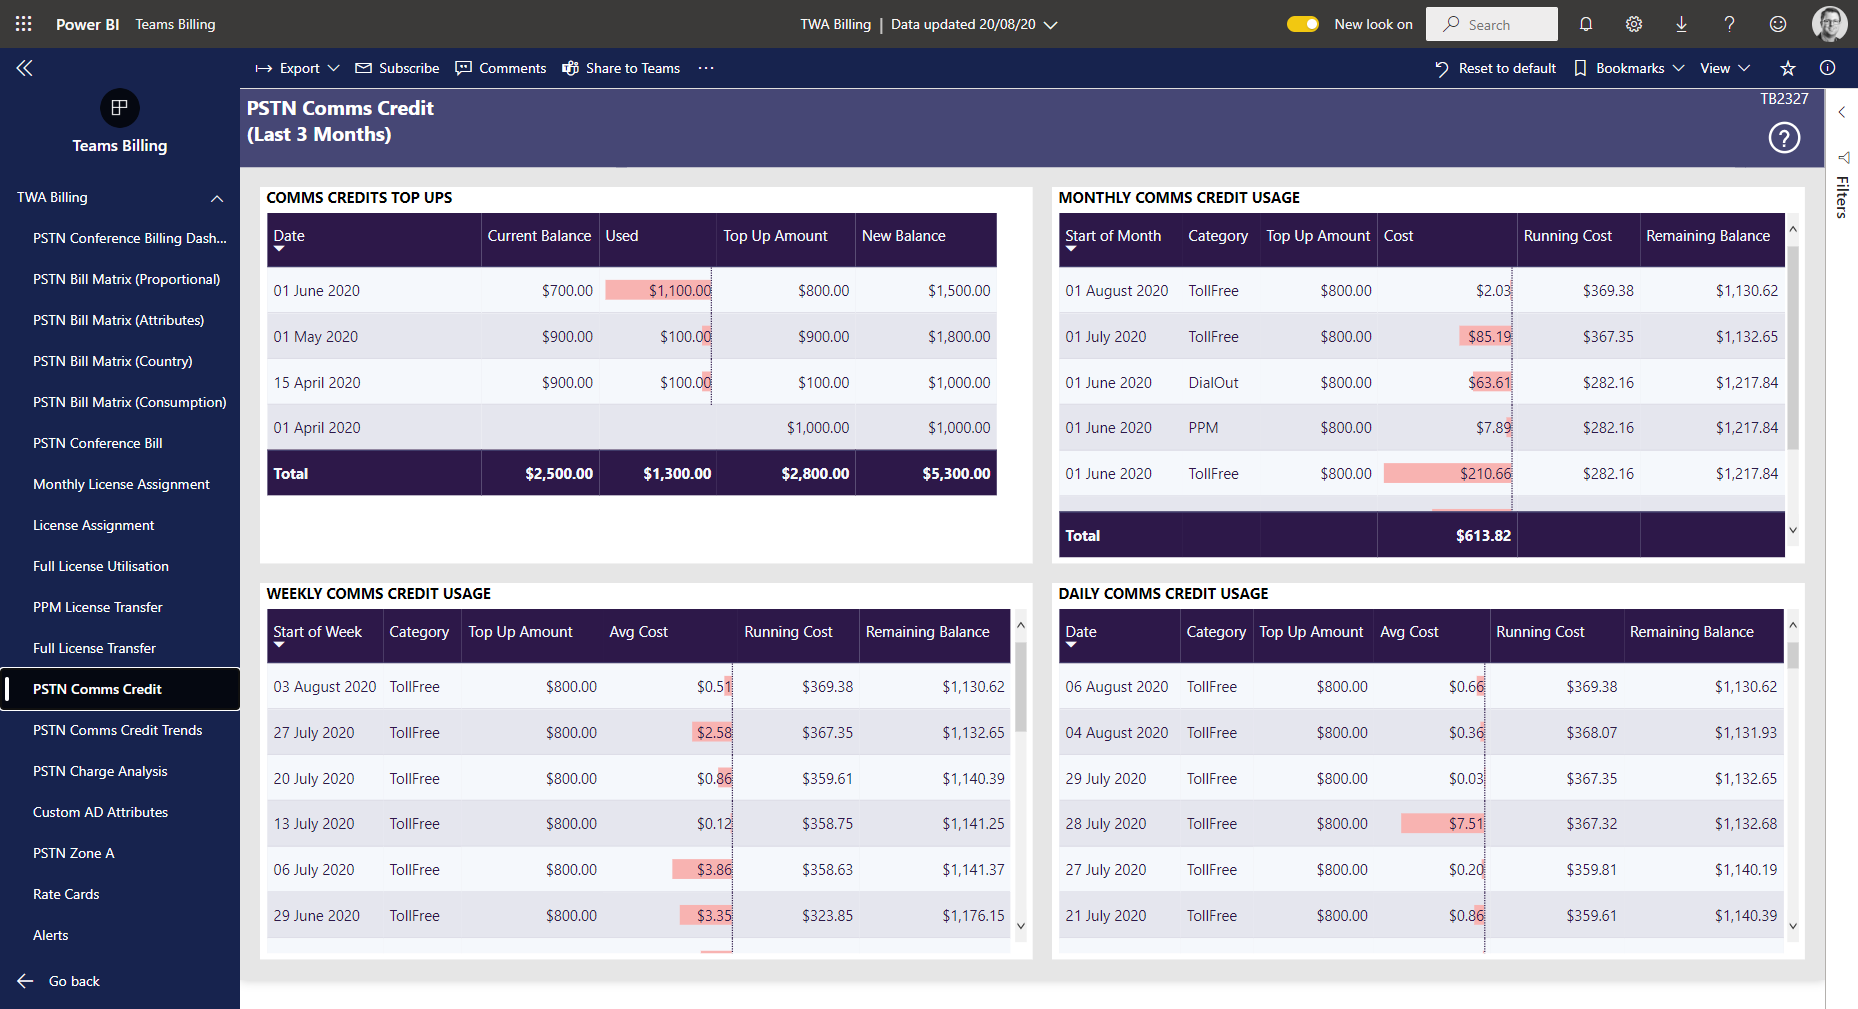 Power BI Teams Billing TWA Billing | Data updated 20/08/20 New look on Search
Export Subscribe Comments Share to Teams ... Reset to default Bookmarks View
Teams Billing
TWA Billing
PSTN Conference Billing Dash...
PSTN Bill Matrix (Proportional)
PSTN Bill Matrix (Attributes)
PSTN Bill Matrix (Country)
PSTN Bill Matrix (Consumption)
PSTN Conference Bill
Monthly License Assignment
License Assignment
Full License Utilisation
PPM License Transfer
Full License Transfer
PSTN Comms Credit
PSTN Comms Credit Trends
PSTN Charge Analysis
Custom AD Attributes
PSTN Zone A
Rate Cards
Alerts
Go back
PSTN Comms Credit
(Last 3 Months)
TB2327
Filters
COMMS CREDITS TOP UPS
Date Current Balance Used Top Up Amount New Balance
01 June 2020 $700.00 $1,100.00 $800.00 $1,500.00
01 May 2020 $900.00 $100.00 $900.00 $1,800.00
15 April 2020 $900.00 $100.00 $100.00 $1,000.00
01 April 2020 $1,000.00 $1,000.00
Total $2,500.00 $1,300.00 $2,800.00 $5,300.00
MONTHLY COMMS CREDIT USAGE
Start of Month Category Top Up Amount Cost Running Cost Remaining Balance
01 August 2020 TollFree $800.00 $2.03 $369.38 $1,130.62
01 July 2020 TollFree $800.00 $85.19 $367.35 $1,132.65
01 June 2020 DialOut $800.00 $63.61 $282.16 $1,217.84
01 June 2020 PPM $800.00 $7.89 $282.16 $1,217.84
01 June 2020 TollFree $800.00 $210.66 $282.16 $1,217.84
Total $613.82
WEEKLY COMMS CREDIT USAGE
Start of Week Category Top Up Amount Avg Cost Running Cost Remaining Balance
03 August 2020 TollFree $800.00 $0.51 $369.38 $1,130.62
27 July 2020 TollFree $800.00 $2.58 $367.35 $1,132.65
20 July 2020 TollFree $800.00 $0.86 $359.61 $1,140.39
13 July 2020 TollFree $800.00 $0.12 $358.75 $1,141.25
06 July 2020 TollFree $800.00 $3.86 $358.63 $1,141.37
29 June 2020 TollFree $800.00 $3.35 $323.85 $1,176.15
DAILY COMMS CREDIT USAGE
Date Category Top Up Amount Avg Cost Running Cost Remaining Balance
06 August 2020 TollFree $800.00 $0.66 $369.38 $1,130.62
04 August 2020 TollFree $800.00 $0.36 $368.07 $1,131.93
29 July 2020 TollFree $800.00 $0.03 $367.35 $1,132.65
28 July 2020 TollFree $800.00 $7.51 $367.32 $1,132.68
27 July 2020 TollFree $800.00 $0.20 $359.81 $1,140.19
21 July 2020 TollFree $800.00 $0.86 $359.61 $1,140.39